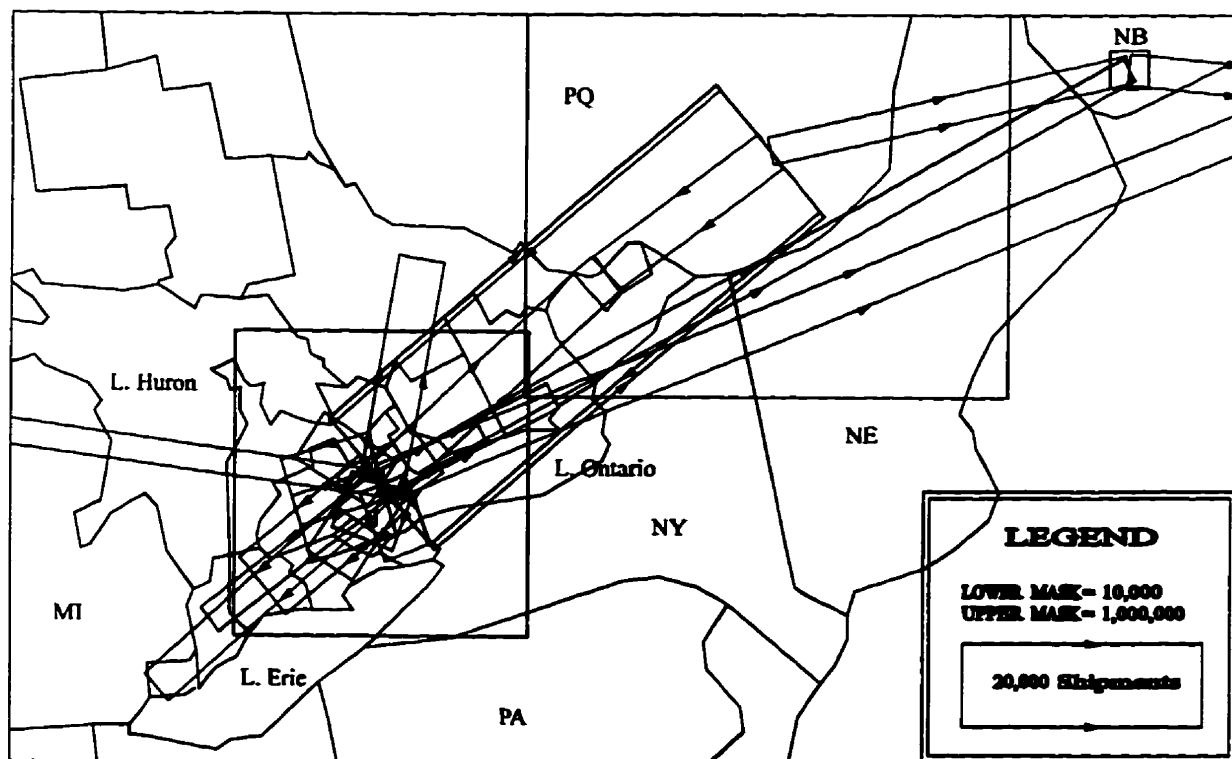 NB
PQ
L. Huron
NE
L. Ontario
NY
MI
L. Erie
PA
LEGEND
LOWER MASK= 10,000
UPPER MASK= 1,000,000
20,000 Shipments